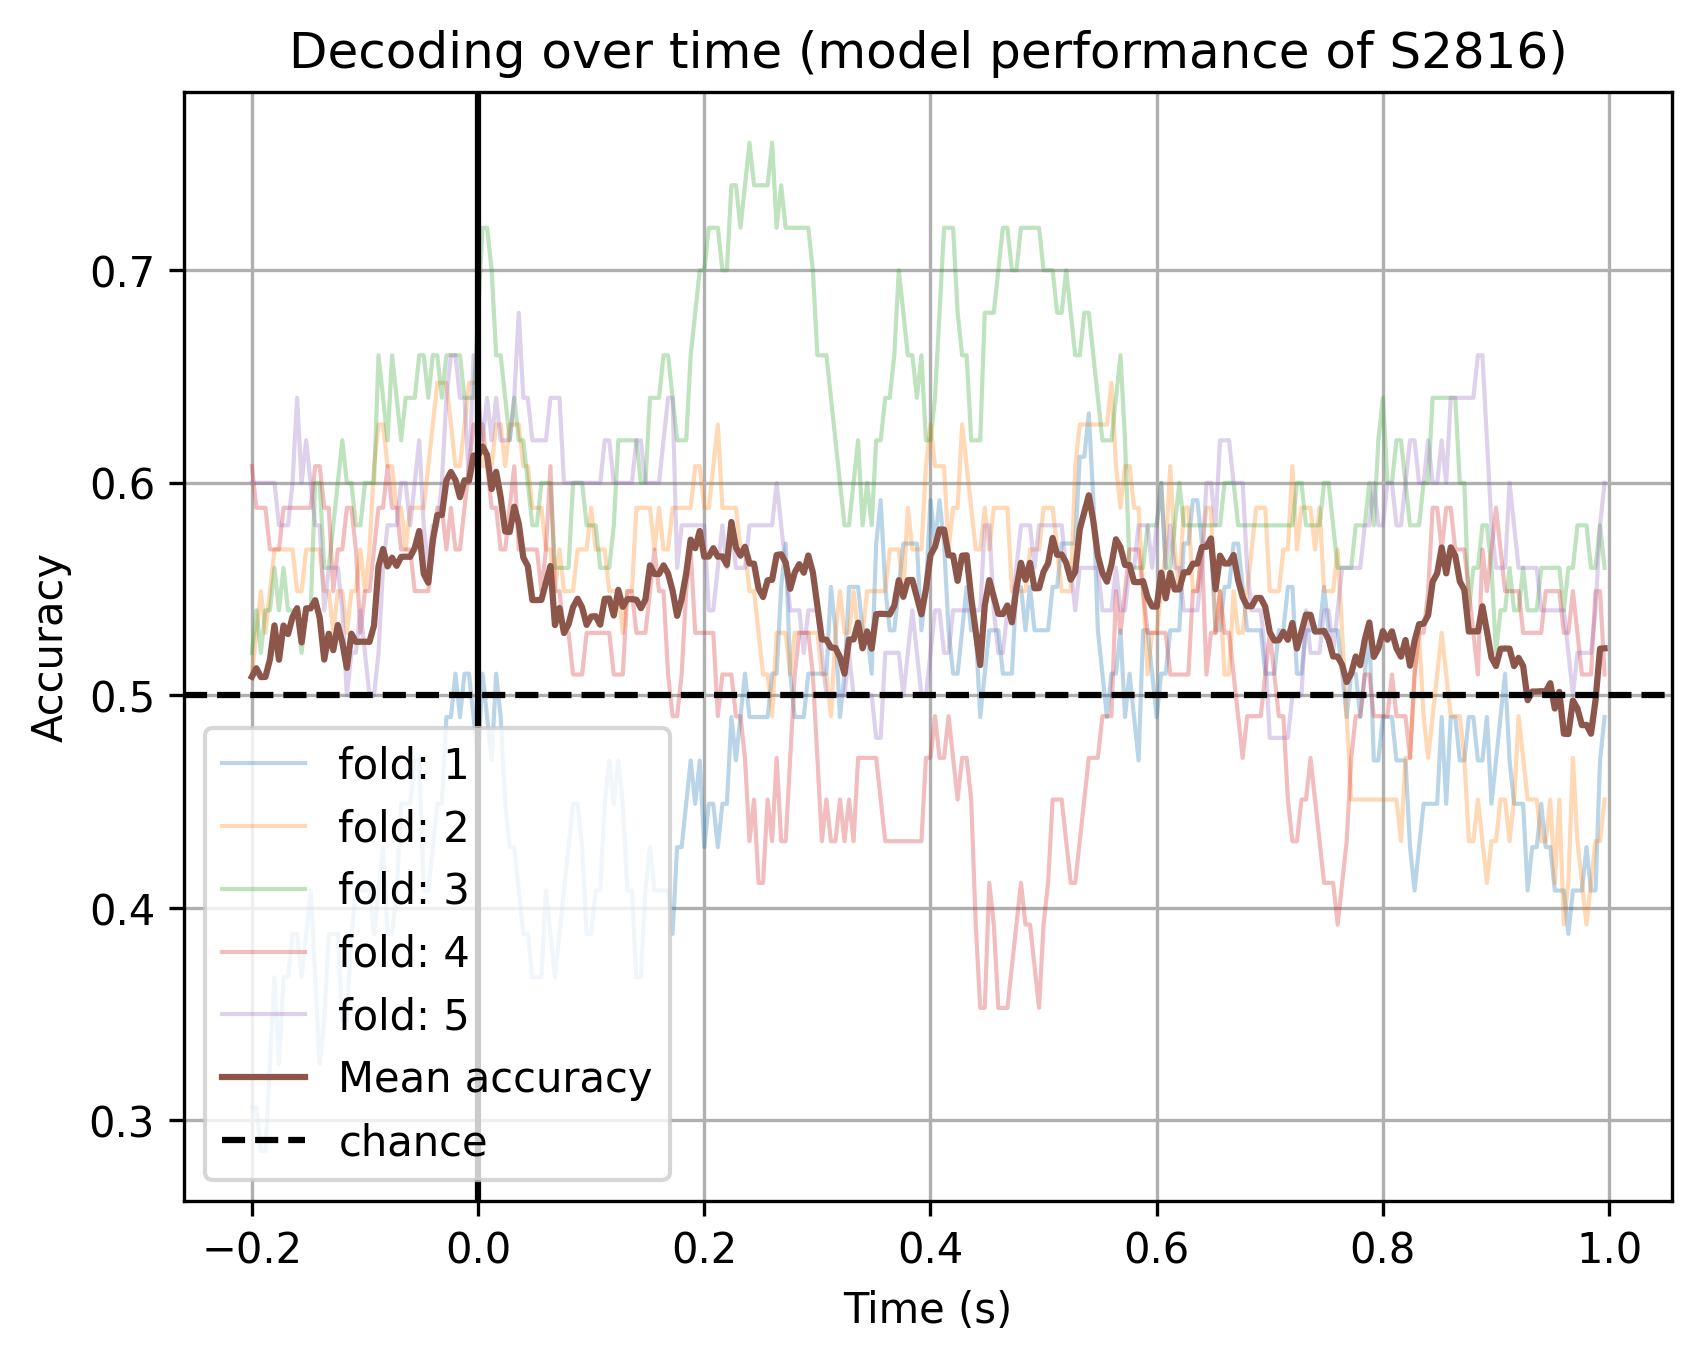 Decoding over time (model performance of S2816)
Accuracy
0.7
0.6
0.5
0.4
0.3
fold: 1
fold: 2
fold: 3
fold: 4
fold: 5
Mean accuracy
chance
−0.2 0.0 0.2 0.4 0.6 0.8 1.0
Time (s)